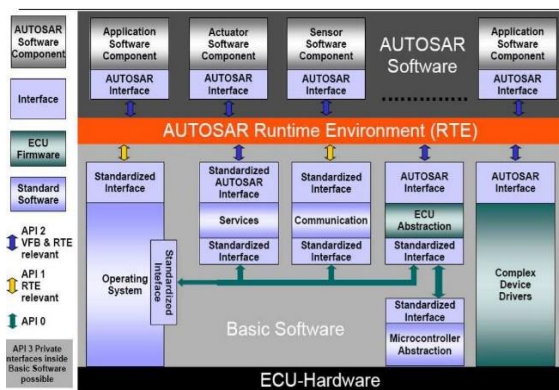 AUTOSAR
Software
Component
Interface
ECU
Firmware
Standard
Software
API 2
VFB & RTE
relevant
API 1
RTE
relevant
API 0
API 3 Private
Interfaces inside
Basic Software
possible
Application
Software
Component
AUTOSAR
Interface
Actuator
Software
Component
AUTOSAR
Interface
Sensor
Software
Component
AUTOSAR
Interface
AUTOSAR
Software
..........
Application
Software
Component
AUTOSAR
Interface
AUTOSAR Runtime Environment (RTE)
Standardized
Interface
Operating
System
Standardized
Inteface
Standardized
AUTOSAR
Interface
Services
Standardized
Interface
Standardized
Interface
Communication
Standardized
Interface
AUTOSAR
Interface
ECU
Abstraction
Standardized
Interface
Standardized
Interface
Microcontroller
Abstraction
AUTOSAR
Interface
Complex
Device
Drivers
Basic Software
ECU-Hardware